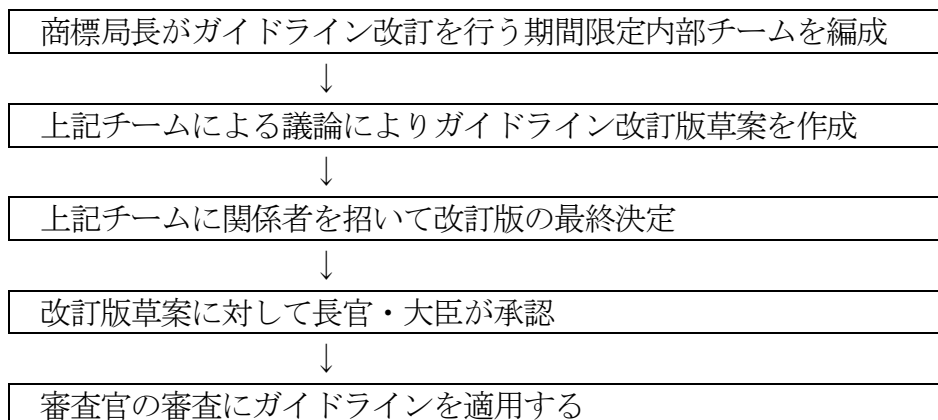 商標局長がガイドライン改訂を行う期間限定内部チームを編成
↓
上記チームによる議論によりガイドライン改訂版草案を作成
↓
上記チームに関係者を招いて改訂版の最終決定
↓
改訂版草案に対して長官・大臣が承認
↓
審査官の審査にガイドラインを適用する